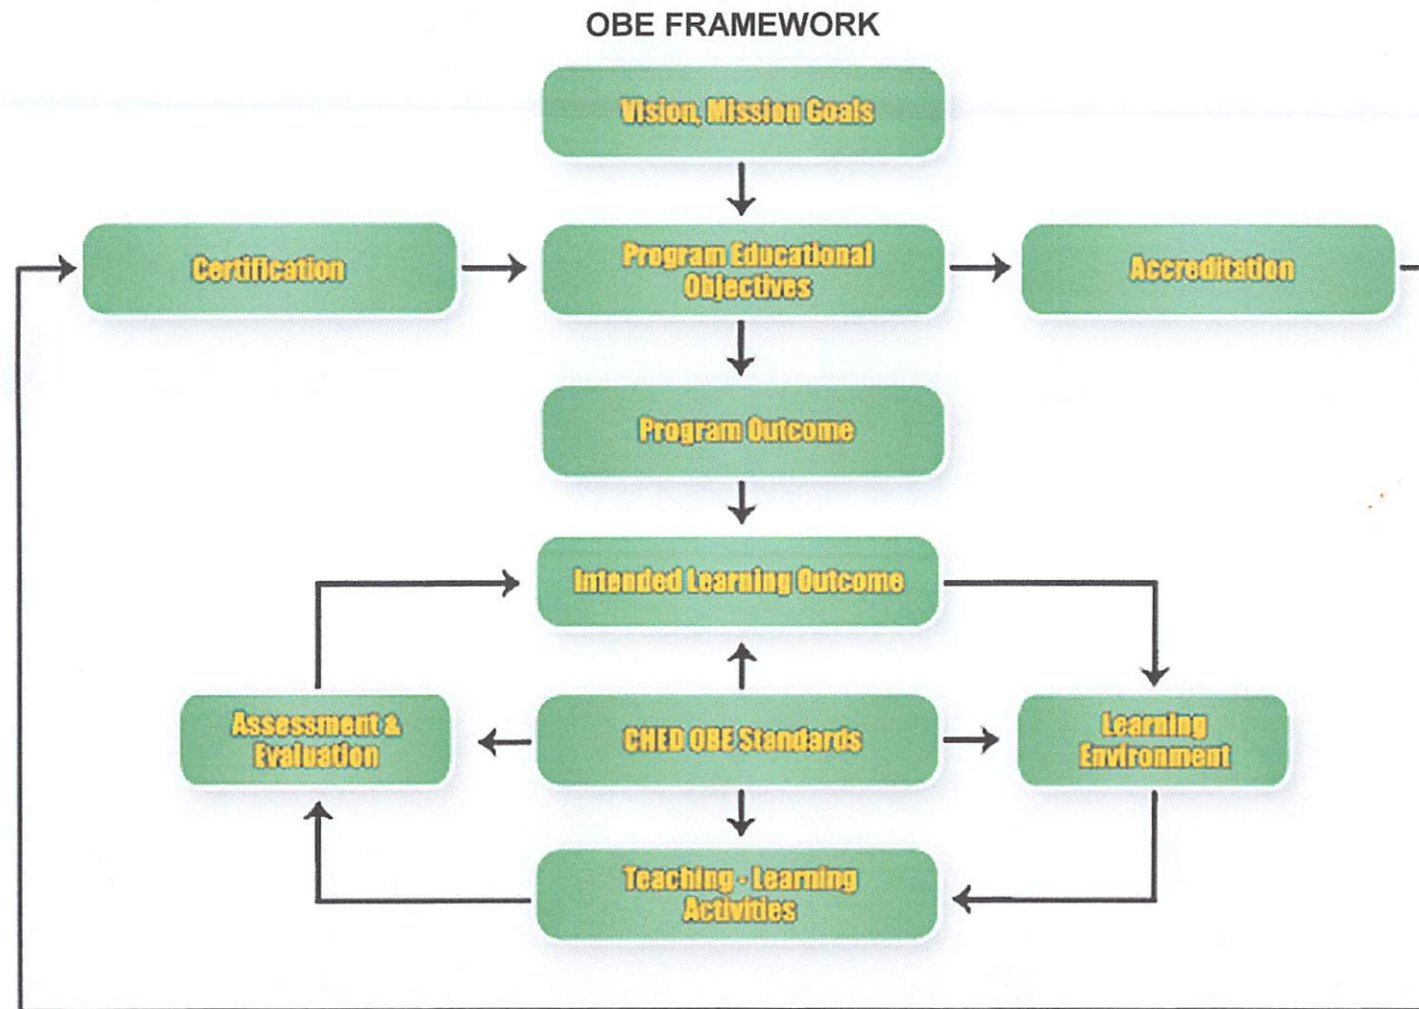 OBE FRAMEWORK
Vision, Mission Goals
Certification
Program Educational
Objectives
Accreditation
Program Outcome
Intended Learning Outcome
Assessment &
Evaluation
CHED OBE Standards
Learning
Environment
Teaching - Learning
Activities